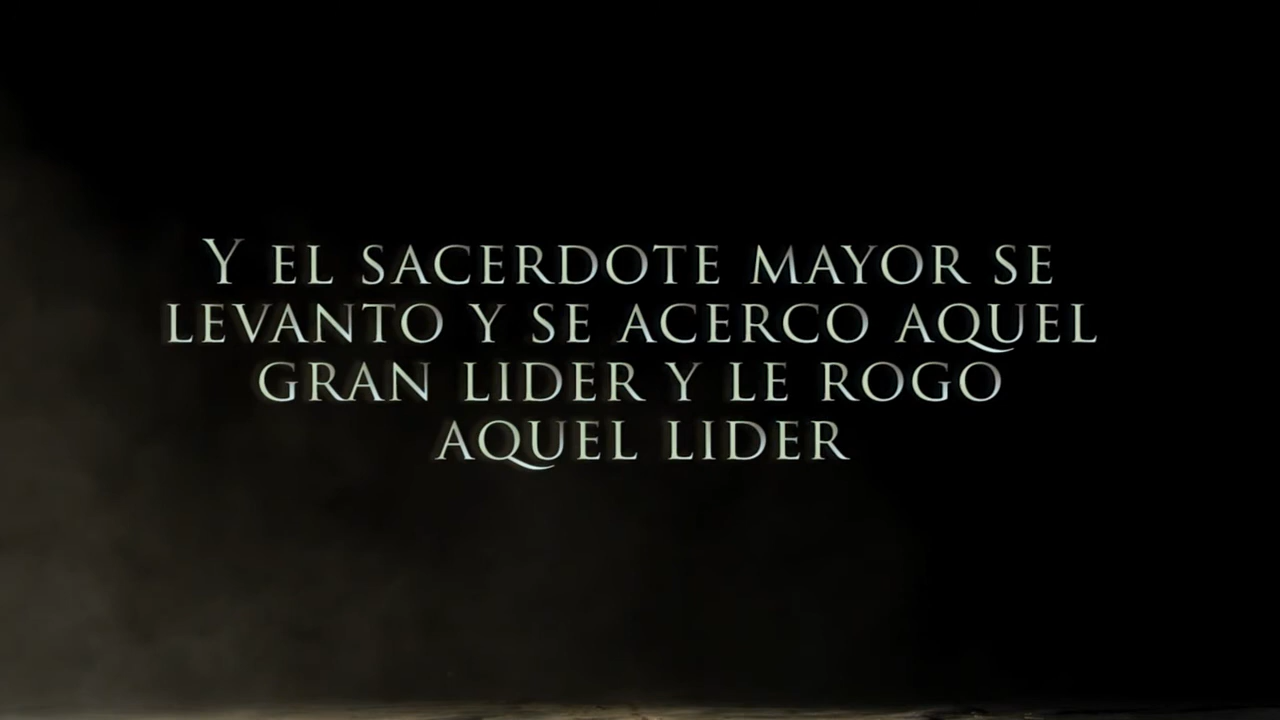 Y EL SACERDOTE MAYOR SE
LEVANTO Y SE ACERCO AQUEL
GRAN LIDER Y LE ROGO
AQUEL LIDER